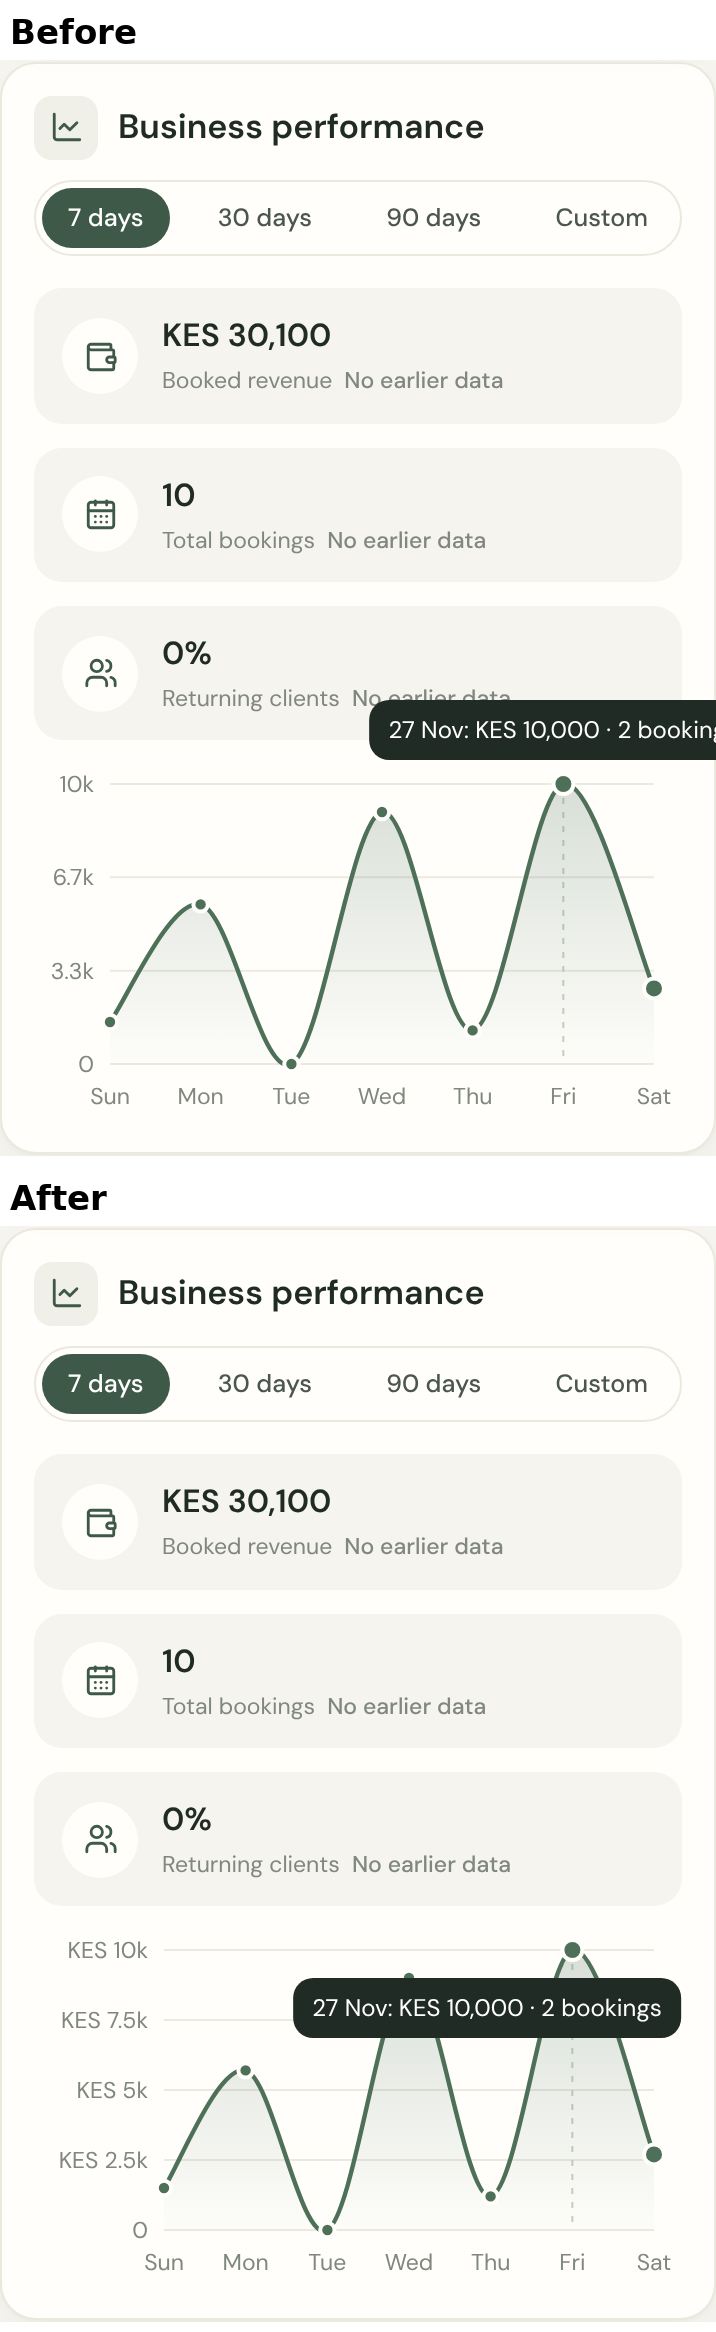 Before
Business performance
7 days 30 days 90 days Custom
KES 30,100
Booked revenue No earlier data
10
Total bookings No earlier data
0%
Returning clients No earlier data
27 Nov: KES 10,000 · 2 booking
10k
6.7k
3.3k
0
Sun Mon Tue Wed Thu Fri Sat
After
Business performance
7 days 30 days 90 days Custom
KES 30,100
Booked revenue No earlier data
10
Total bookings No earlier data
0%
Returning clients No earlier data
KES 10k
27 Nov: KES 10,000 · 2 bookings
KES 7.5k
KES 5k
KES 2.5k
0
Sun Mon Tue Wed Thu Fri Sat